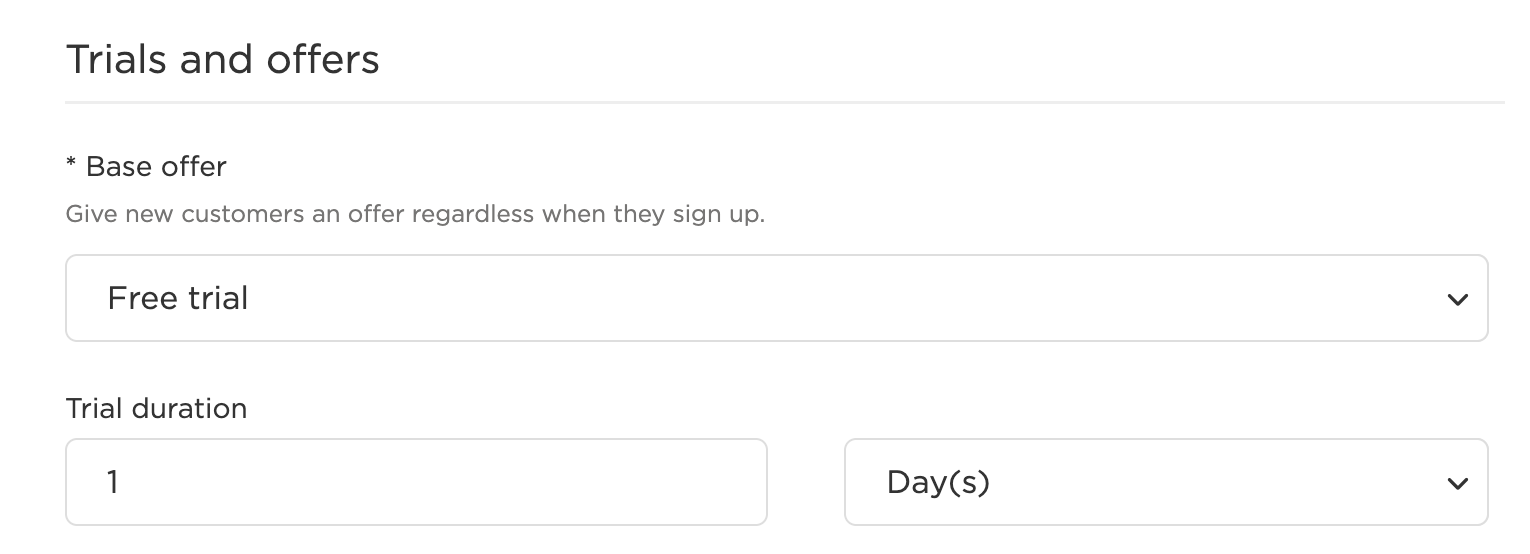 Trials and offers
* Base offer
Give new customers an offer regardless when they sign up.
Free trial
Trial duration
1
Day(s)